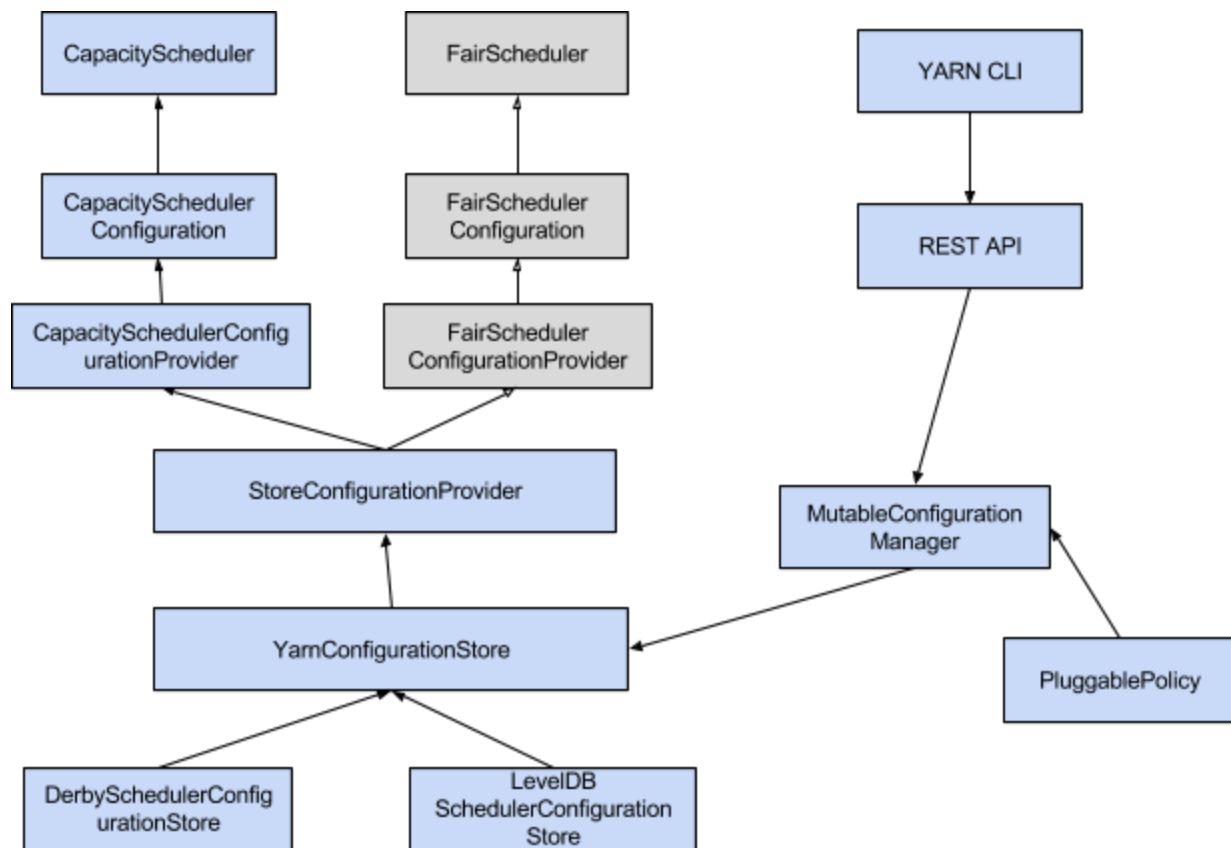 CapacityScheduler
FairScheduler
YARN CLI
CapacityScheduler
Configuration
FairScheduler
Configuration
REST API
CapacitySchedulerConfig
urationProvider
FairScheduler
ConfigurationProvider
StoreConfigurationProvider
MutableConfiguration
Manager
YarnConfigurationStore
PluggablePolicy
DerbySchedulerConfig
urationStore
LevelDB
SchedulerConfiguration
Store